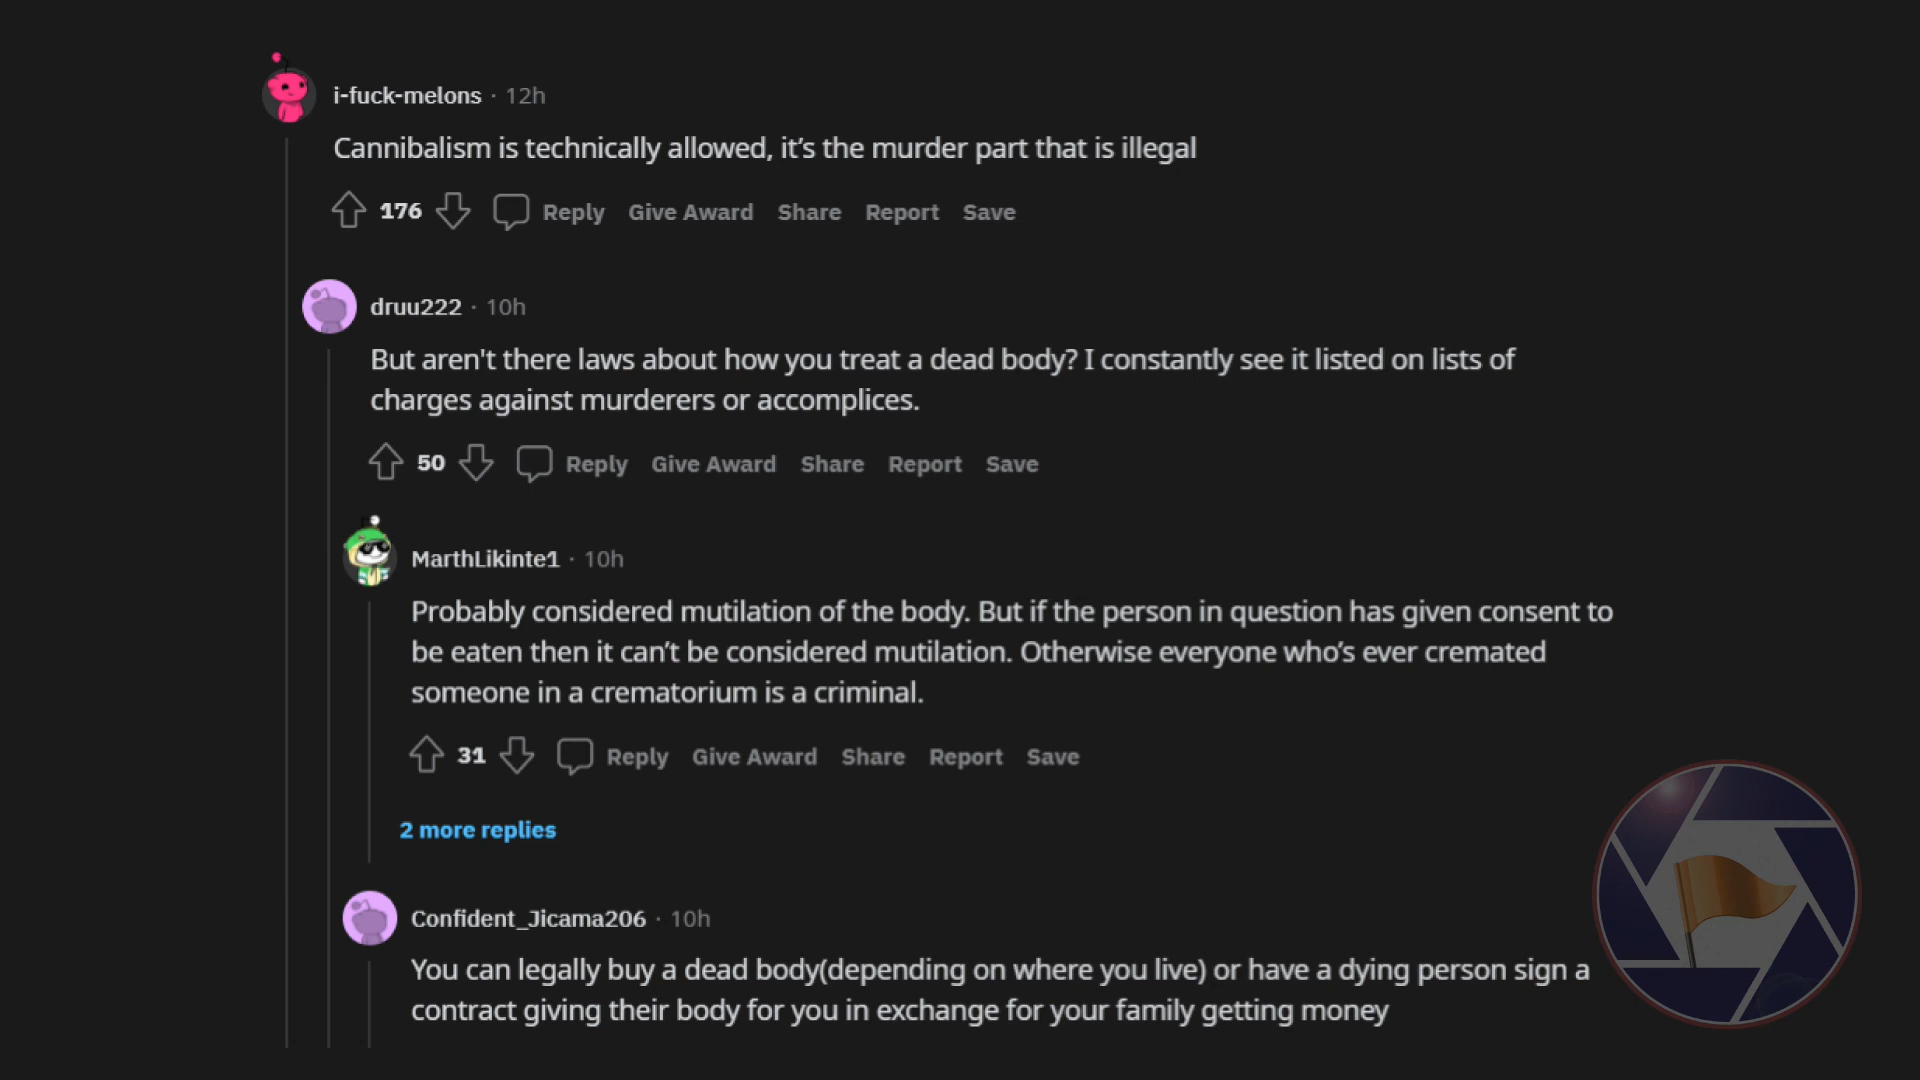 i-fuck-melons · 12h
Cannibalism is technically allowed, it’s the murder part that is illegal
176 Reply Give Award Share Report Save
druu222 · 10h
But aren't there laws about how you treat a dead body? I constantly see it listed on lists of
charges against murderers or accomplices.
50 Reply Give Award Share Report Save
MarthLikinte1 · 10h
Probably considered mutilation of the body. But if the person in question has given consent to
be eaten then it can’t be considered mutilation. Otherwise everyone who’s ever cremated
someone in a crematorium is a criminal.
31 Reply Give Award Share Report Save
2 more replies
Confident_Jicama206 · 10h
You can legally buy a dead body(depending on where you live) or have a dying person sign a
contract giving their body for you in exchange for your family getting money